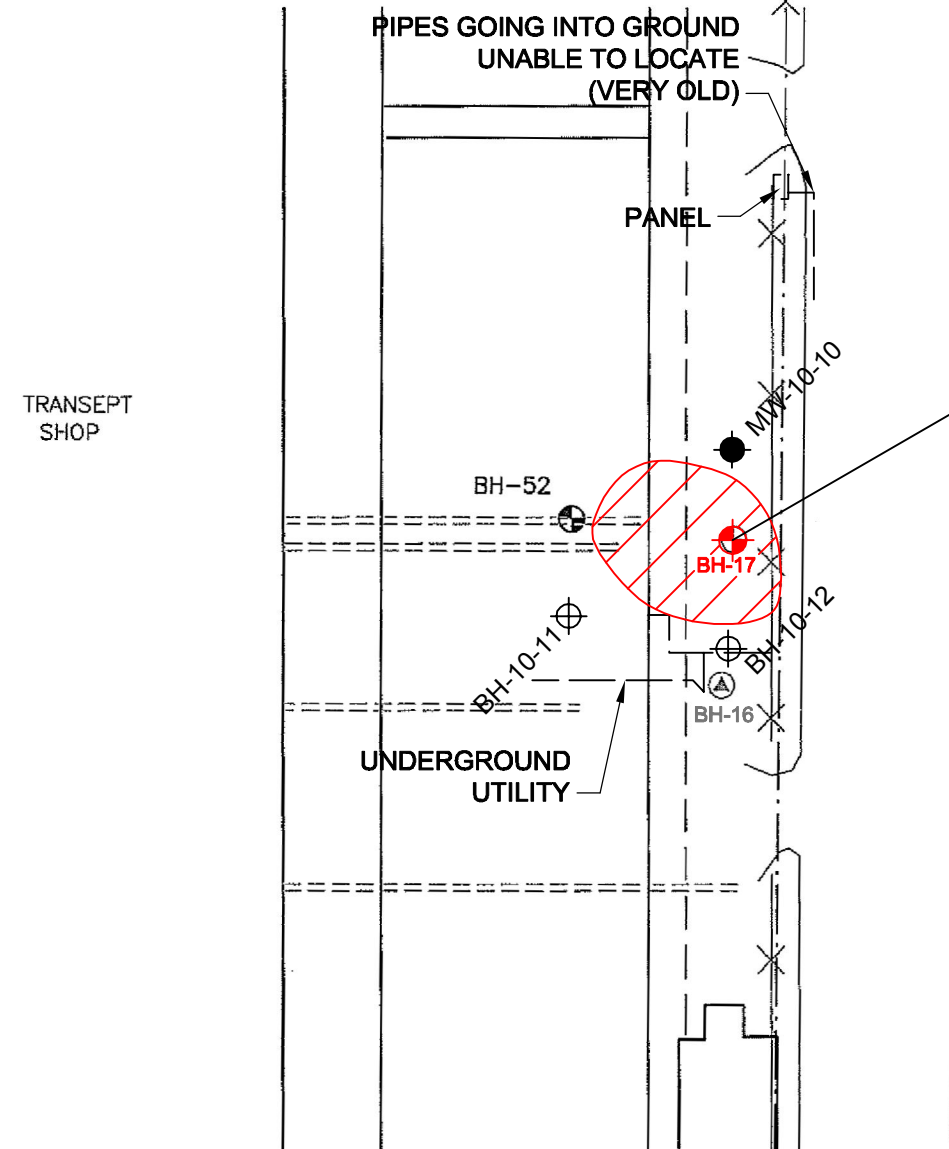 PIPES GOING INTO GROUND
UNABLE TO LOCATE
(VERY OLD)
PANEL
MW-10-10
TRANSEPT
SHOP
BH-52
BH-17
BH-10-12
BH-10-11
BH-16
UNDERGROUND
UTILITY